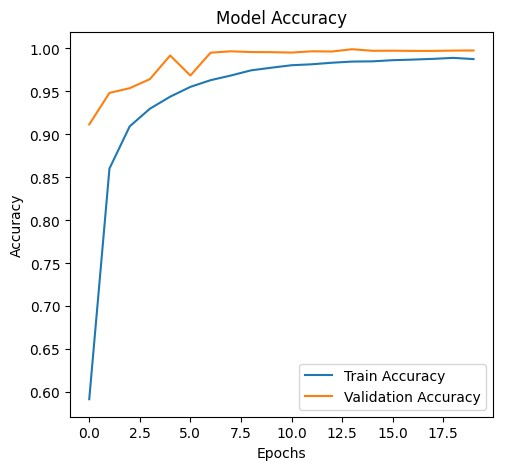 Model Accuracy
1.00
0.95
0.90
0.85
0.80
0.75
0.70
0.65
0.60
Accuracy
Train Accuracy
Validation Accuracy
0.0 2.5 5.0 7.5 10.0 12.5 15.0 17.5
Epochs